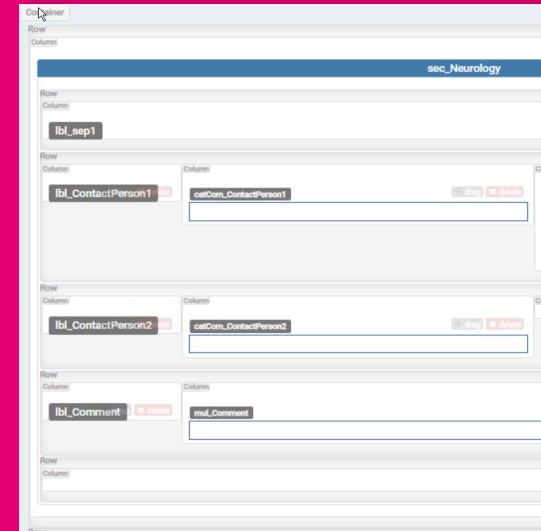 Container
Row
Column
sec_Neurology
Row
Column
lbl_sep1
Row
Column
Column
lbl_ContactPerson1
catCom_ContactPerson1
drag delete
Row
Column
Column
lbl_ContactPerson2
catCom_ContactPerson2
drag delete
Row
Column
Column
lbl_Comment delete
mul_Comment
Row
Column